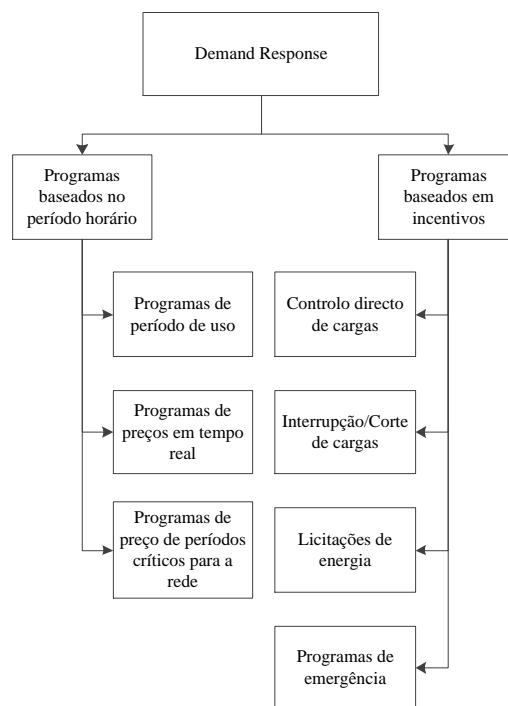 Demand Response
Programas
baseados no
período horário
Programas
baseados em
incentivos
Programas de
período de uso
Controlo directo
de cargas
Programas de
preços em tempo
real
Interrupção/Corte
de cargas
Programas de
preço de períodos
críticos para a
rede
Licitações de
energia
Programas de
emergência